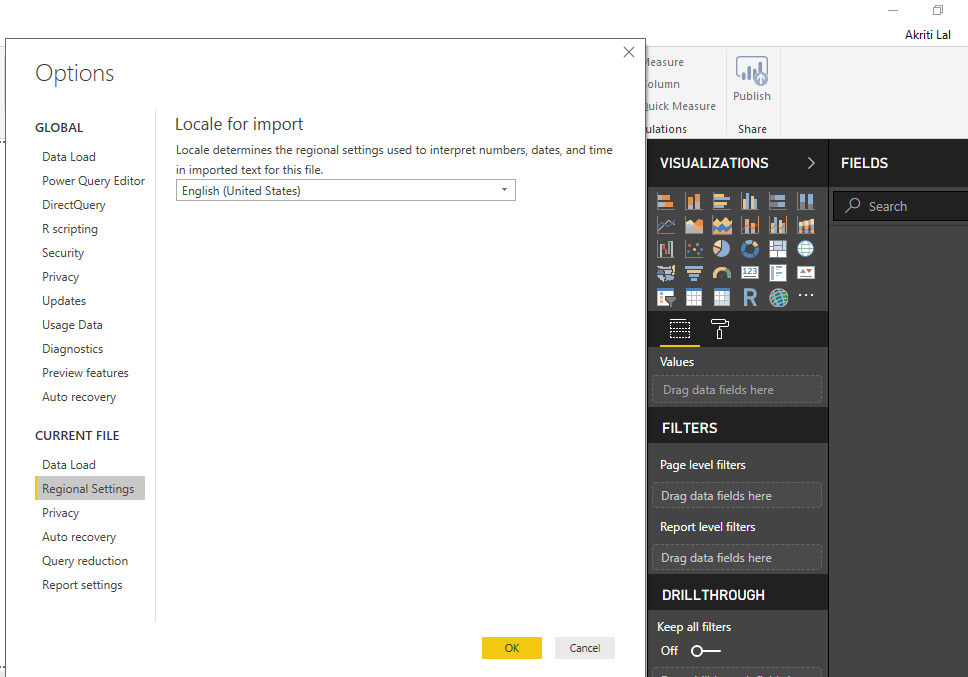 Akriti Lal
Options
GLOBAL
Data Load
Power Query Editor
DirectQuery
R scripting
Security
Privacy
Updates
Usage Data
Diagnostics
Preview features
Auto recovery
CURRENT FILE
Data Load
Regional Settings
Privacy
Auto recovery
Query reduction
Report settings
Locale for import
Locale determines the regional settings used to interpret numbers, dates, and time
in imported text for this file.
English (United States)
OK
Cancel
Measure
Column
Quick Measure
ulations
Publish
Share
VISUALIZATIONS
123
R
Values
Drag data fields here
FILTERS
Page level filters
Drag data fields here
Report level filters
Drag data fields here
DRILLTHROUGH
Keep all filters
Off
FIELDS
Search